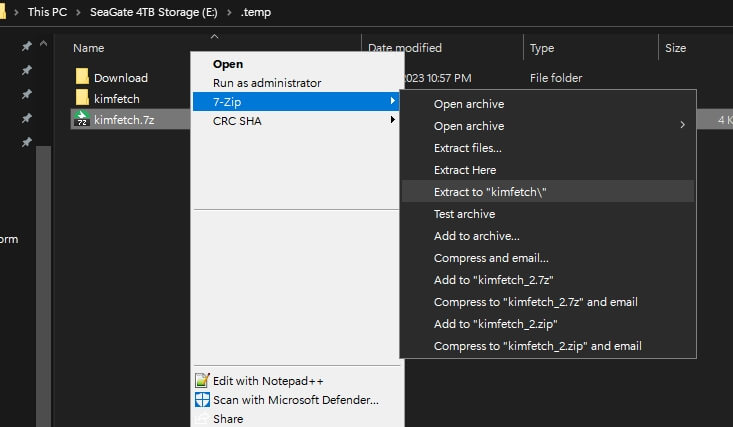 This PC > SeaGate 4TB Storage (E:) > .temp
Name Date modified Type Size
Download 2023 10:57 PM File folder
kimfetch
kimfetch.7z 4 K
orm
Open
Run as administrator
7-Zip
CRC SHA
Edit with Notepad++
Scan with Microsoft Defender...
Share
Open archive
Open archive
Extract files...
Extract Here
Extract to "kimfetch\"
Test archive
Add to archive...
Compress and email...
Add to "kimfetch_2.7z"
Compress to "kimfetch_2.7z" and email
Add to "kimfetch_2.zip"
Compress to "kimfetch_2.zip" and email